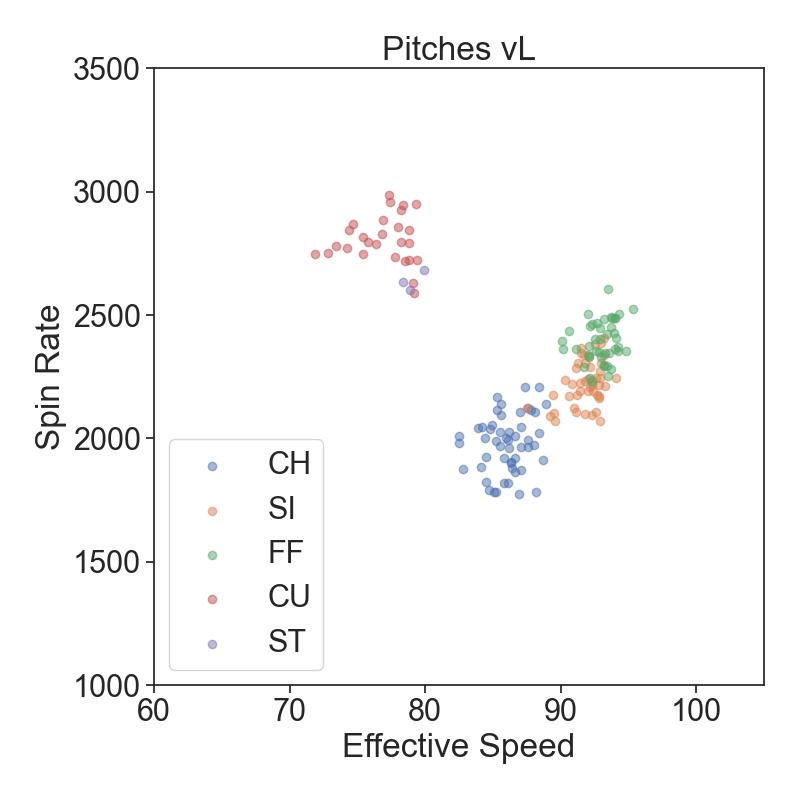 Pitches vL
3500
3000
2500
2000
1500
1000
Spin Rate
CH
SI
FF
CU
ST
60 70 80 90 100
Effective Speed